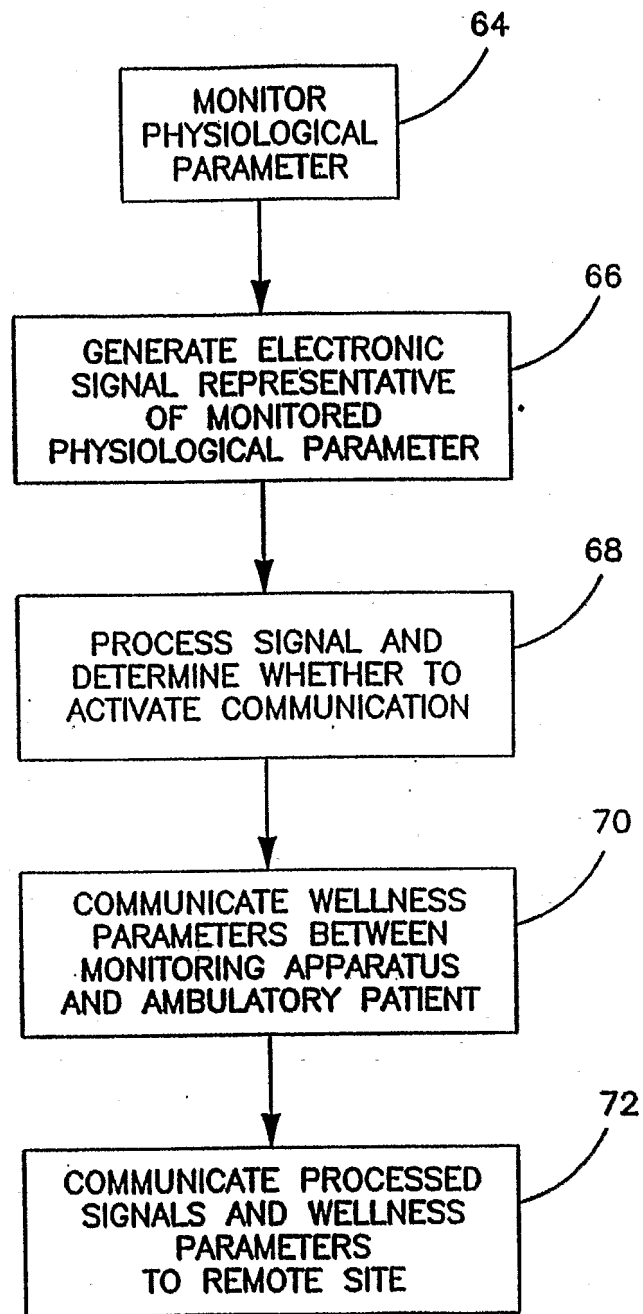 64
MONITOR
PHYSIOLOGICAL
PARAMETER
66
GENERATE ELECTRONIC
SIGNAL REPRESENTATIVE
OF MONITORED
PHYSIOLOGICAL PARAMETER
68
PROCESS SIGNAL AND
DETERMINE WHETHER TO
ACTIVATE COMMUNICATION
70
COMMUNICATE WELLNESS
PARAMETERS BETWEEN
MONITORING APPARATUS
AND AMBULATORY PATIENT
72
COMMUNICATE PROCESSED
SIGNALS AND WELLNESS
PARAMETERS
TO REMOTE SITE